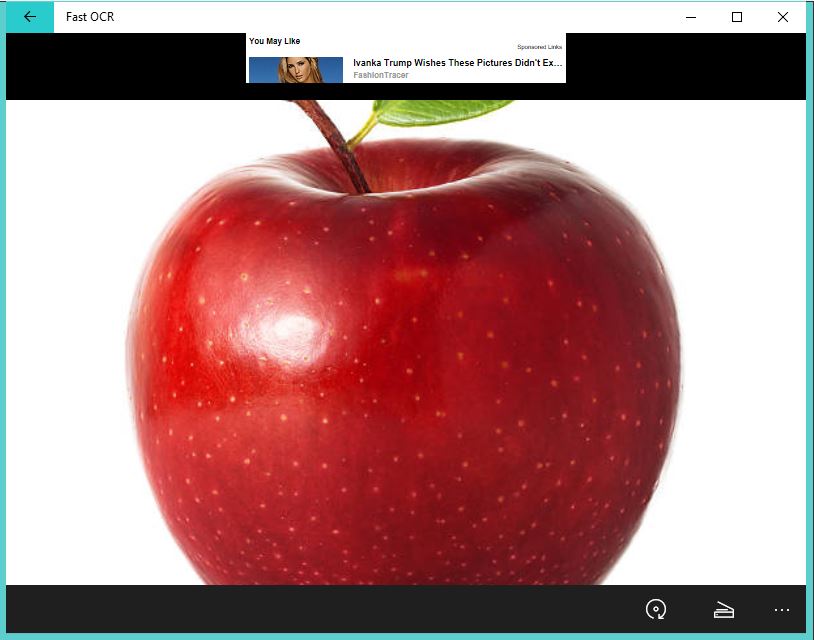 Fast OCR
You May Like
Sponsored Links
Ivanka Trump Wishes These Pictures Didn't Ex...
FashionTracer